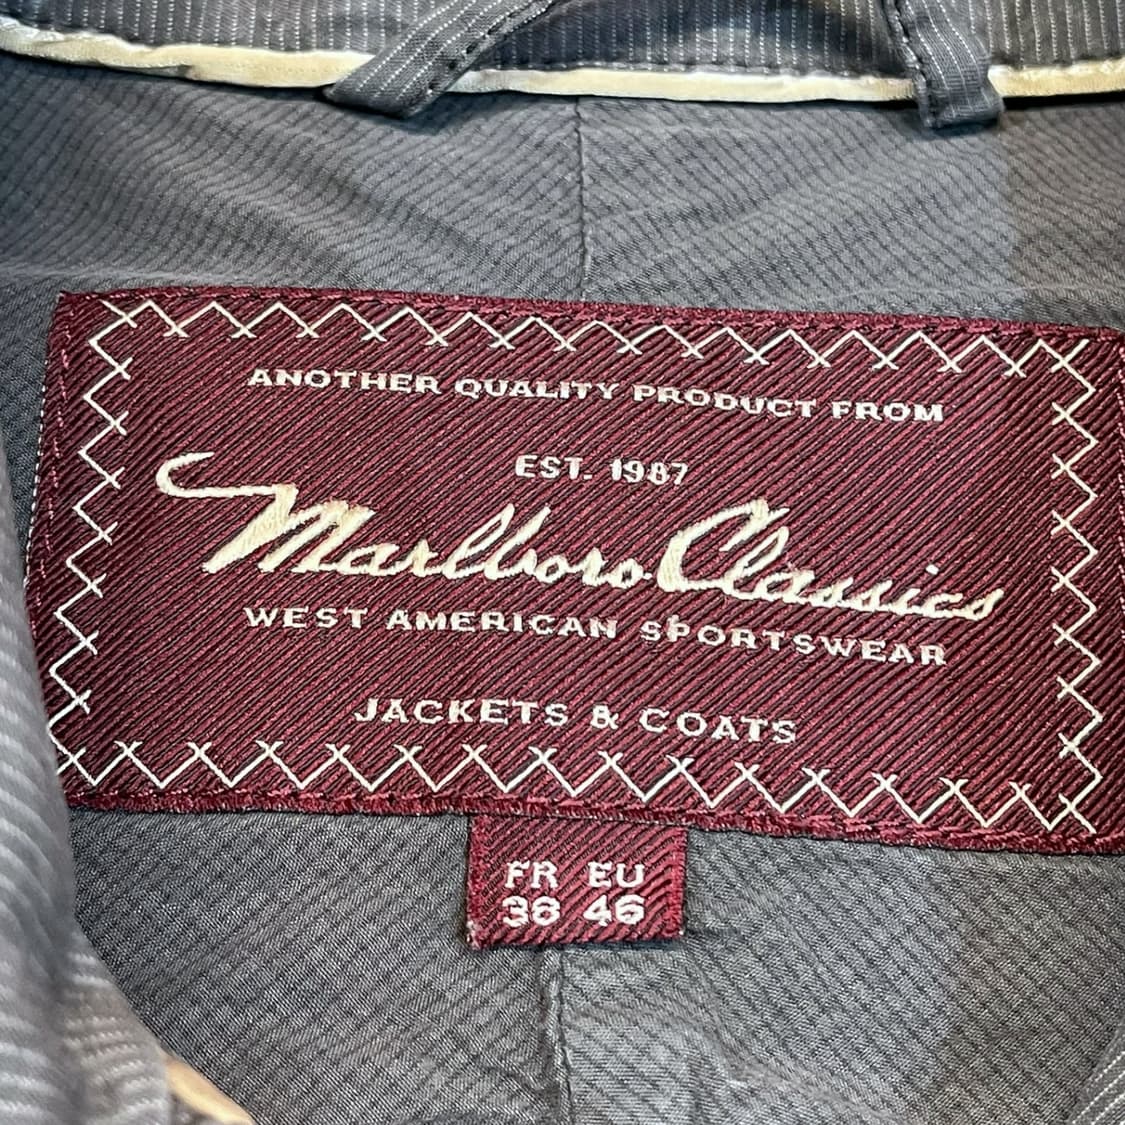 ANOTHER QUALITY PRODUCT FROM
EST. 1987
Marlboro Classics
WEST AMERICAN SPORTSWEAR
JACKETS & COATS
FR EU
38 46